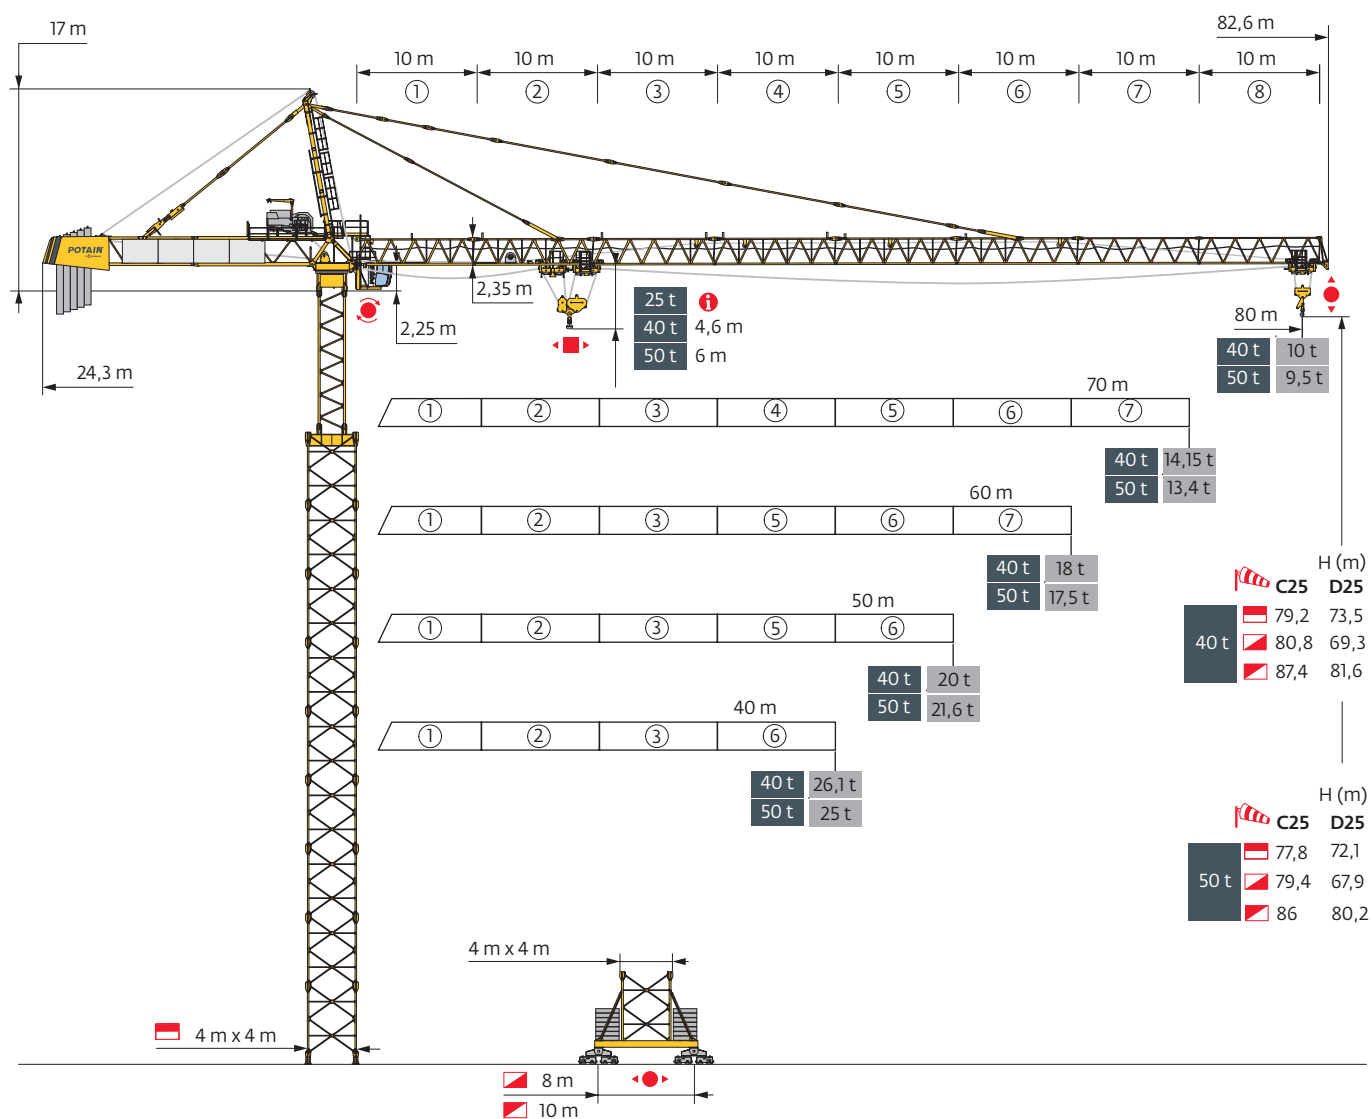 17 m
82,6 m
10 m 10 m 10 m 10 m 10 m 10 m 10 m 10 m
1 2 3 4 5 6 7 8
POTAIN
2,35 m
2,25 m
24,3 m
25 t
40 t 4,6 m
50 t 6 m
80 m
40 t 10 t
50 t 9,5 t
70 m
1 2 3 4 5 6 7
40 t 14,15 t
50 t 13,4 t
60 m
1 2 3 5 6 7
40 t 18 t
50 t 17,5 t
50 m
1 2 3 5 6
40 t 20 t
50 t 21,6 t
40 m
1 2 3 6
40 t 26,1 t
50 t 25 t
H (m)
C25 D25
79,2 73,5
40 t 80,8 69,3
87,4 81,6
H (m)
C25 D25
77,8 72,1
50 t 79,4 67,9
86 80,2
4 m x 4 m
4 m x 4 m
8 m
10 m